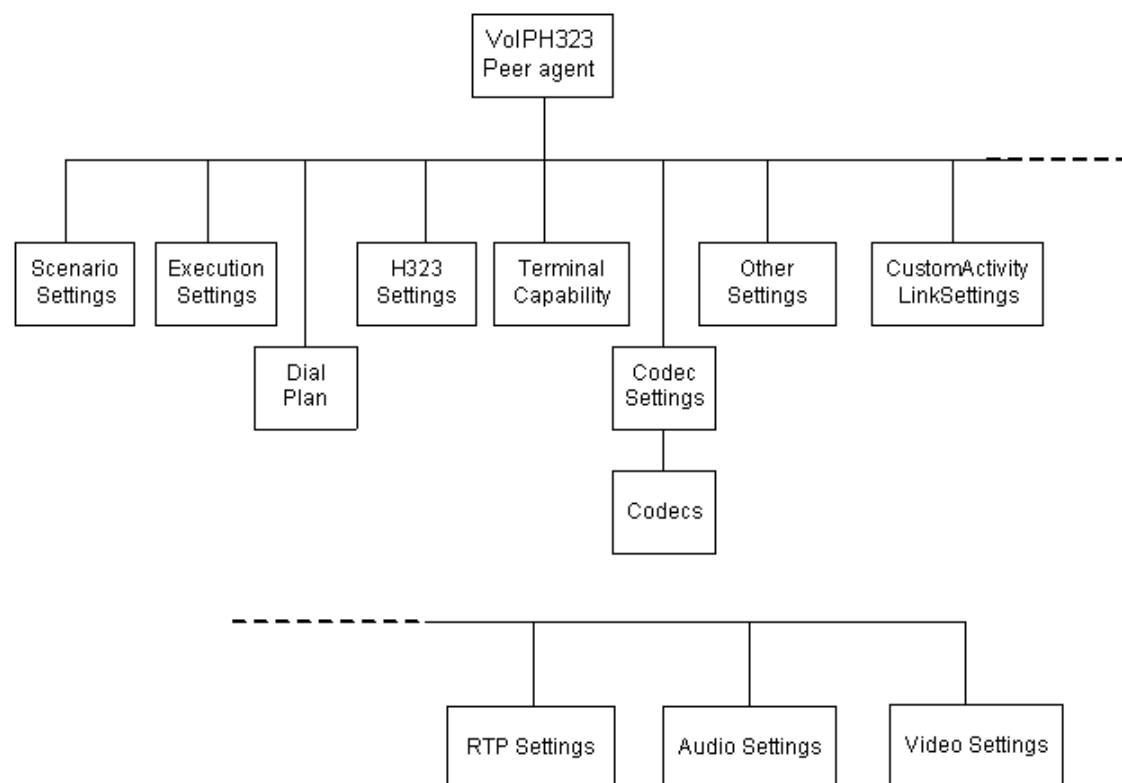 VoIPH323
Peer agent
Scenario
Settings
Execution
Settings
H323
Settings
Terminal
Capability
Other
Settings
CustomActivity
LinkSettings
Dial
Plan
Codec
Settings
Codecs
RTP Settings
Audio Settings
Video Settings